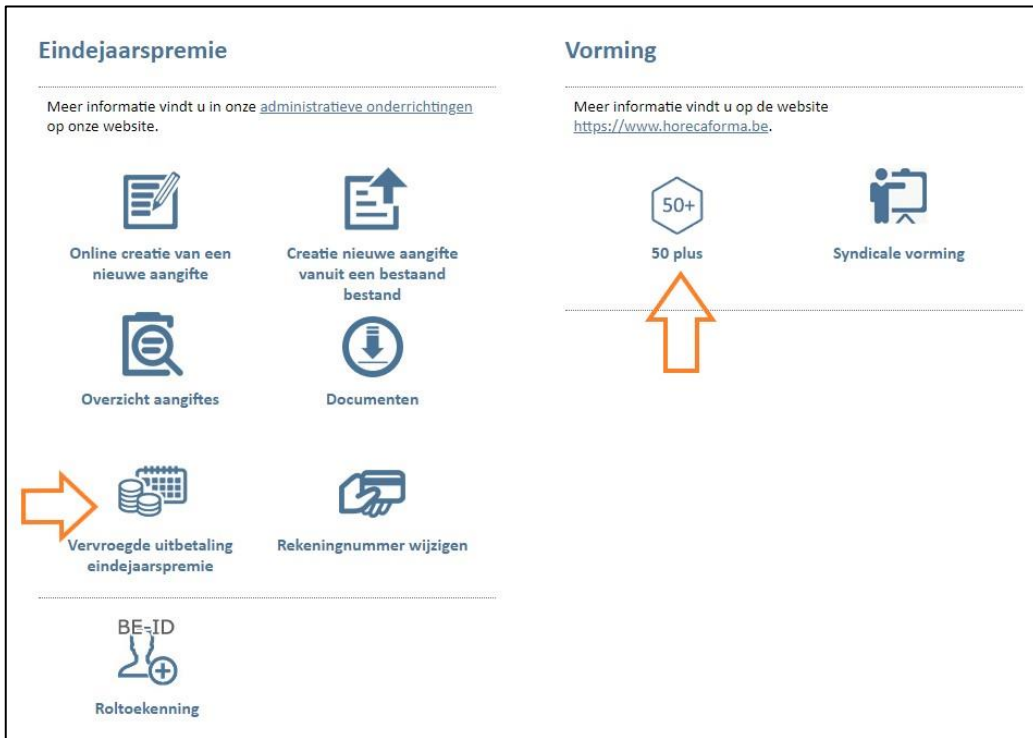 Eindejaarspremie
Meer informatie vindt u in onze administratieve onderrichtingen
op onze website.
Online creatie van een
nieuwe aangifte
Creatie nieuwe aangifte
vanuit een bestaand
bestand
Overzicht aangiftes
Documenten
Vervroegde uitbetaling
eindejaarspremie
Rekeningnummer wijzigen
BE-ID
Roltoekenning
Vorming
Meer informatie vindt u op de website
https://www.horecaforma.be.
50+
50 plus
Syndicale vorming